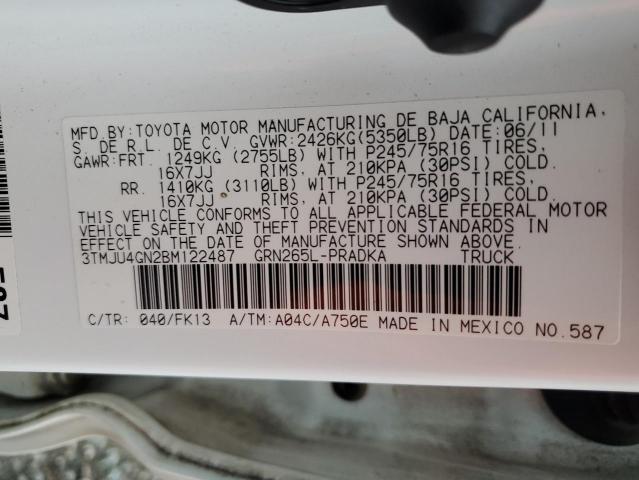 MFD.BY:TOYOTA MOTOR MANUFACTURING DE BAJA CALIFORNIA,
S. DE R.L. DE C.V. GVWR:2426KG(5350LB) DATE:06/11
GAWR:FRT. 1249KG (2755LB) WITH P245/75R16 TIRES,
16X7JJ RIMS, AT 210KPA (30PSI) COLD.
RR. 1410KG (3110LB) WITH P245/75R16 TIRES,
16X7JJ RIMS, AT 210KPA (30PSI) COLD.
THIS VEHICLE CONFORMS TO ALL APPLICABLE FEDERAL MOTOR
VEHICLE SAFETY AND THEFT PREVENTION STANDARDS IN
EFFECT ON THE DATE OF MANUFACTURE SHOWN ABOVE.
3TMJU4GN2BM122487 GRN265L-PRADKA TRUCK
C/TR: 040/FK13 A/TM:A04C/A750E MADE IN MEXICO NO.587